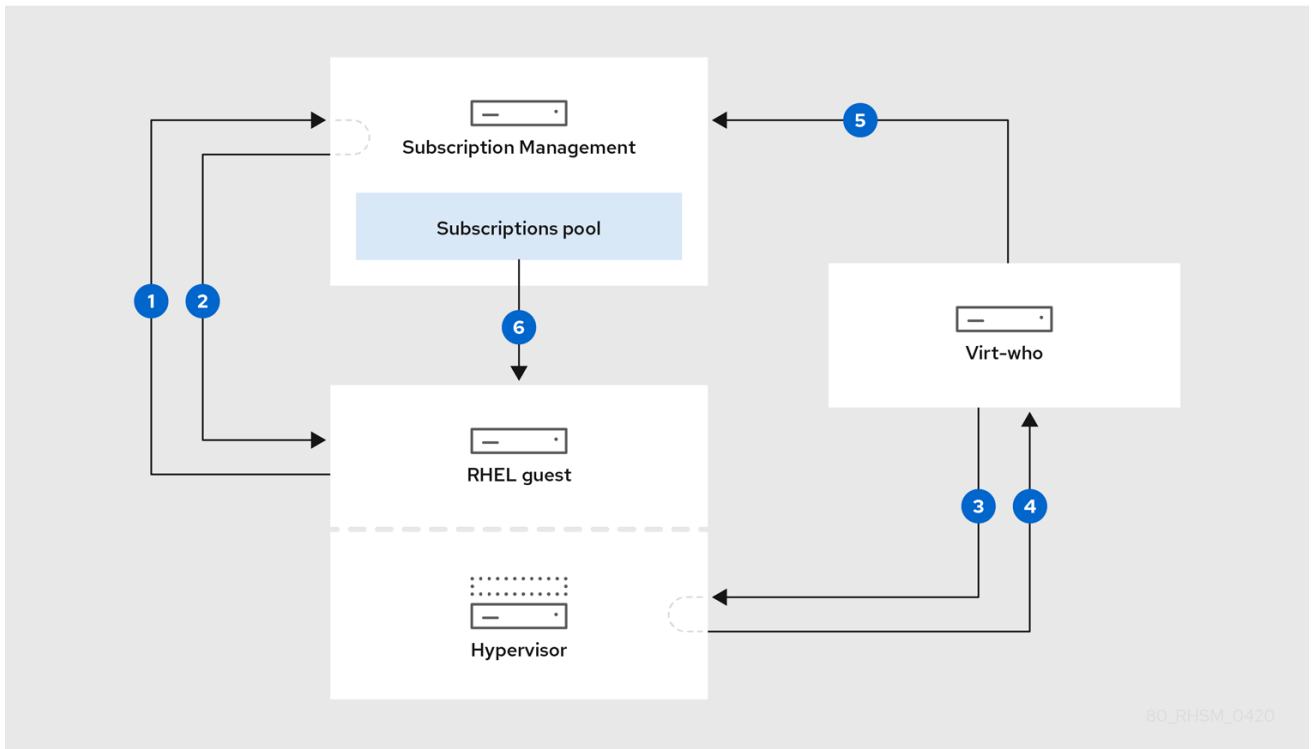 Subscription Management
5
Subscriptions pool
1
2
6
Virt-who
RHEL guest
3
4
Hypervisor
80_RHSM_0420